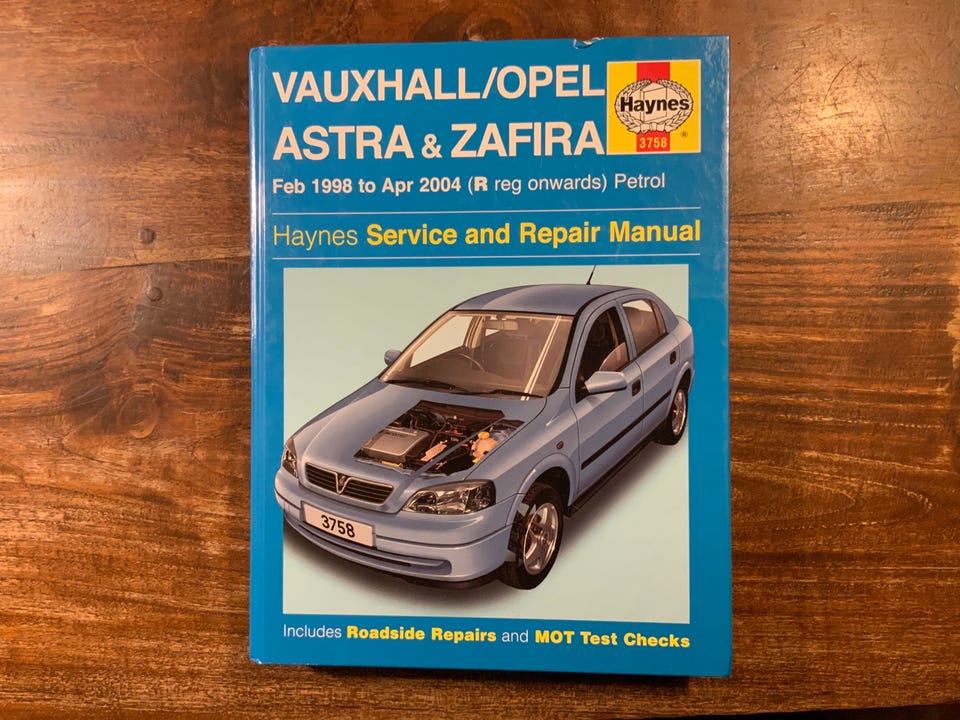 VAUXHALL/OPEL
ASTRA & ZAFIRA
Haynes
®
3758
Feb 1998 to Apr 2004 (R reg onwards) Petrol
Haynes Service and Repair Manual
3758
Includes Roadside Repairs and MOT Test Checks